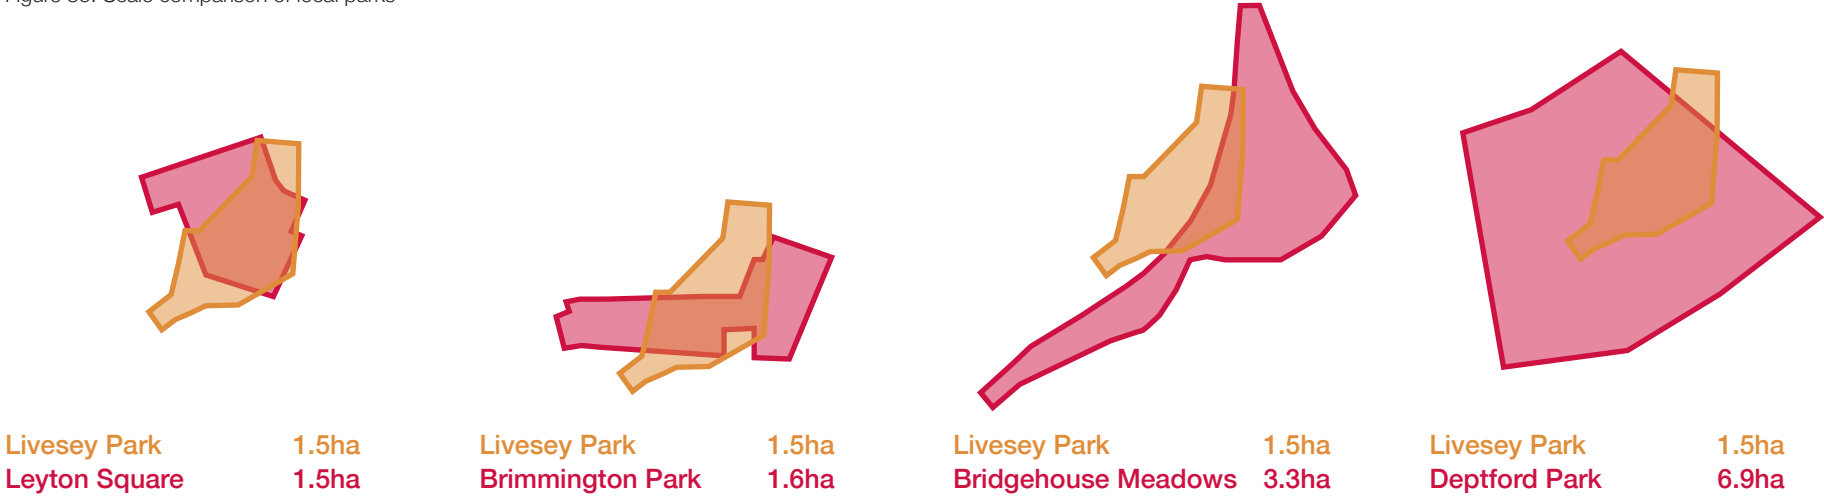 Livesey Park 1.5ha
Leyton Square 1.5ha
Livesey Park 1.5ha
Brimmington Park 1.6ha
Livesey Park 1.5ha
Bridgehouse Meadows 3.3ha
Livesey Park 1.5ha
Deptford Park 6.9ha